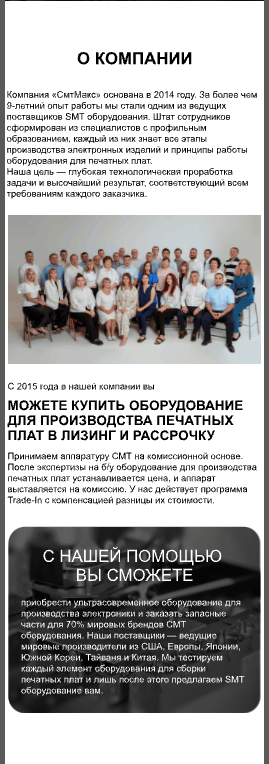 О КОМПАНИИ
Компания «СмтМакс» основана в 2014 году. За более чем
9-летний опыт работы мы стали одним из ведущих
поставщиков SMT оборудования. Штат сотрудников
сформирован из специалистов с профильным
образованием, каждый из них знает все этапы
производства электронных изделий и принципы работы
оборудования для печатных плат.
Наша цель — глубокая технологическая проработка
задачи и высочайший результат, соответствующий всем
требованиям каждого заказчика.
С 2015 года в нашей компании вы
МОЖЕТЕ КУПИТЬ ОБОРУДОВАНИЕ
ДЛЯ ПРОИЗВОДСТВА ПЕЧАТНЫХ
ПЛАТ В ЛИЗИНГ И РАССРОЧКУ
Принимаем аппаратуру СМТ на комиссионной основе.
После экспертизы на б/у оборудование для производства
печатных плат устанавливается цена, и аппарат
выставляется на комиссию. У нас действует программа
Trade-In с компенсацией разницы их стоимости.
С НАШЕЙ ПОМОЩЬЮ
ВЫ СМОЖЕТЕ
приобрести ультрасовременное оборудование для
производства электроники и заказать запасные
части для 70% мировых брендов СМТ
оборудования. Наши поставщики — ведущие
мировые производители из США, Европы, Японии,
Южной Кореи, Тайваня и Китая. Мы тестируем
каждый элемент оборудования для сборки
печатных плат и лишь после этого предлагаем SMT
оборудование вам.